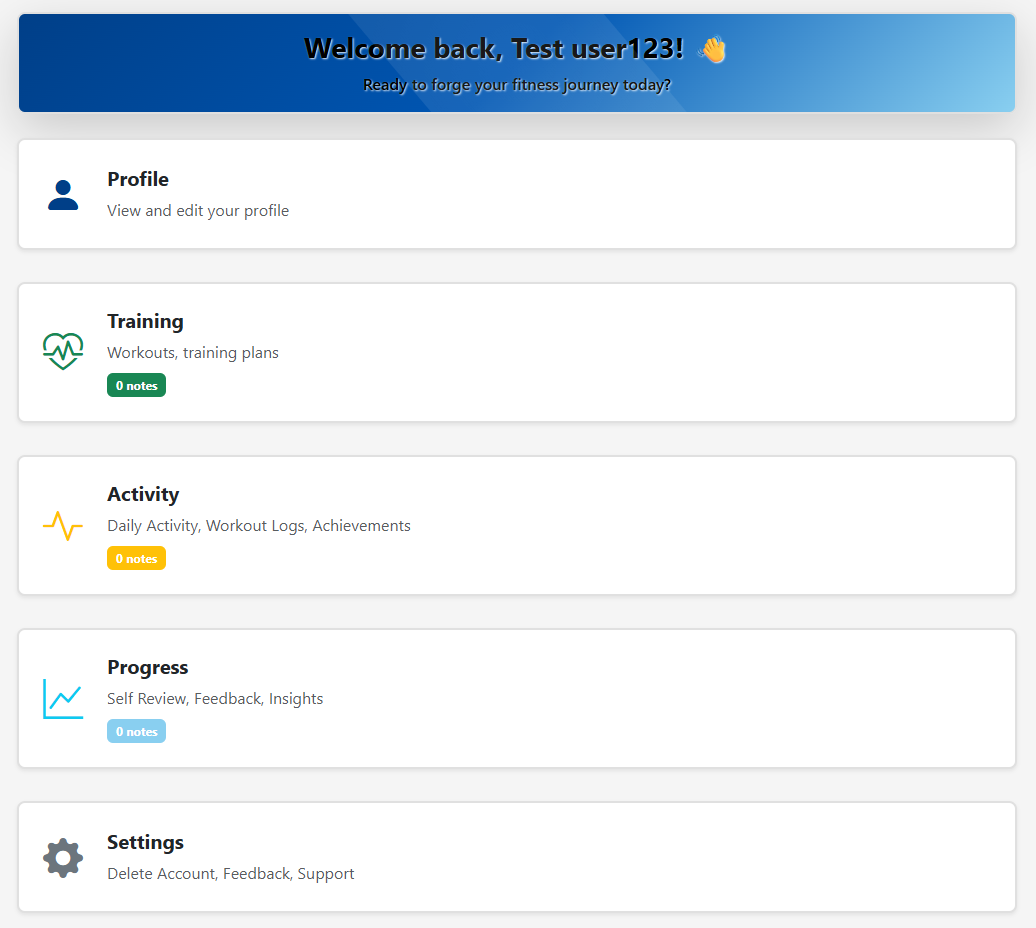 Welcome back, Test user123! 👋
Ready to forge your fitness journey today?
Profile
View and edit your profile
Training
Workouts, training plans
0 notes
Activity
Daily Activity, Workout Logs, Achievements
0 notes
Progress
Self Review, Feedback, Insights
0 notes
Settings
Delete Account, Feedback, Support